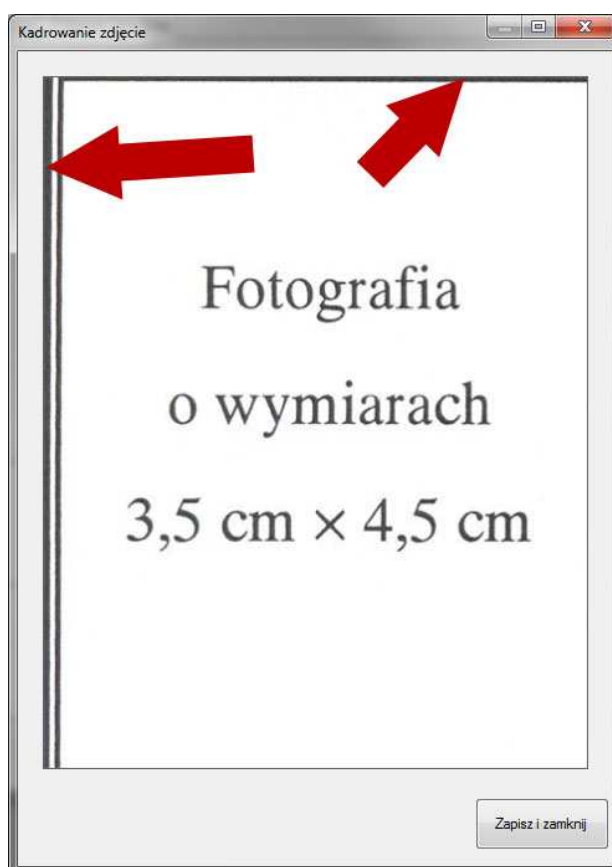 Kadrowanie zdjęcie
Fotografia
o wymiarach
3,5 cm × 4,5 cm
Zapisz i zamknij